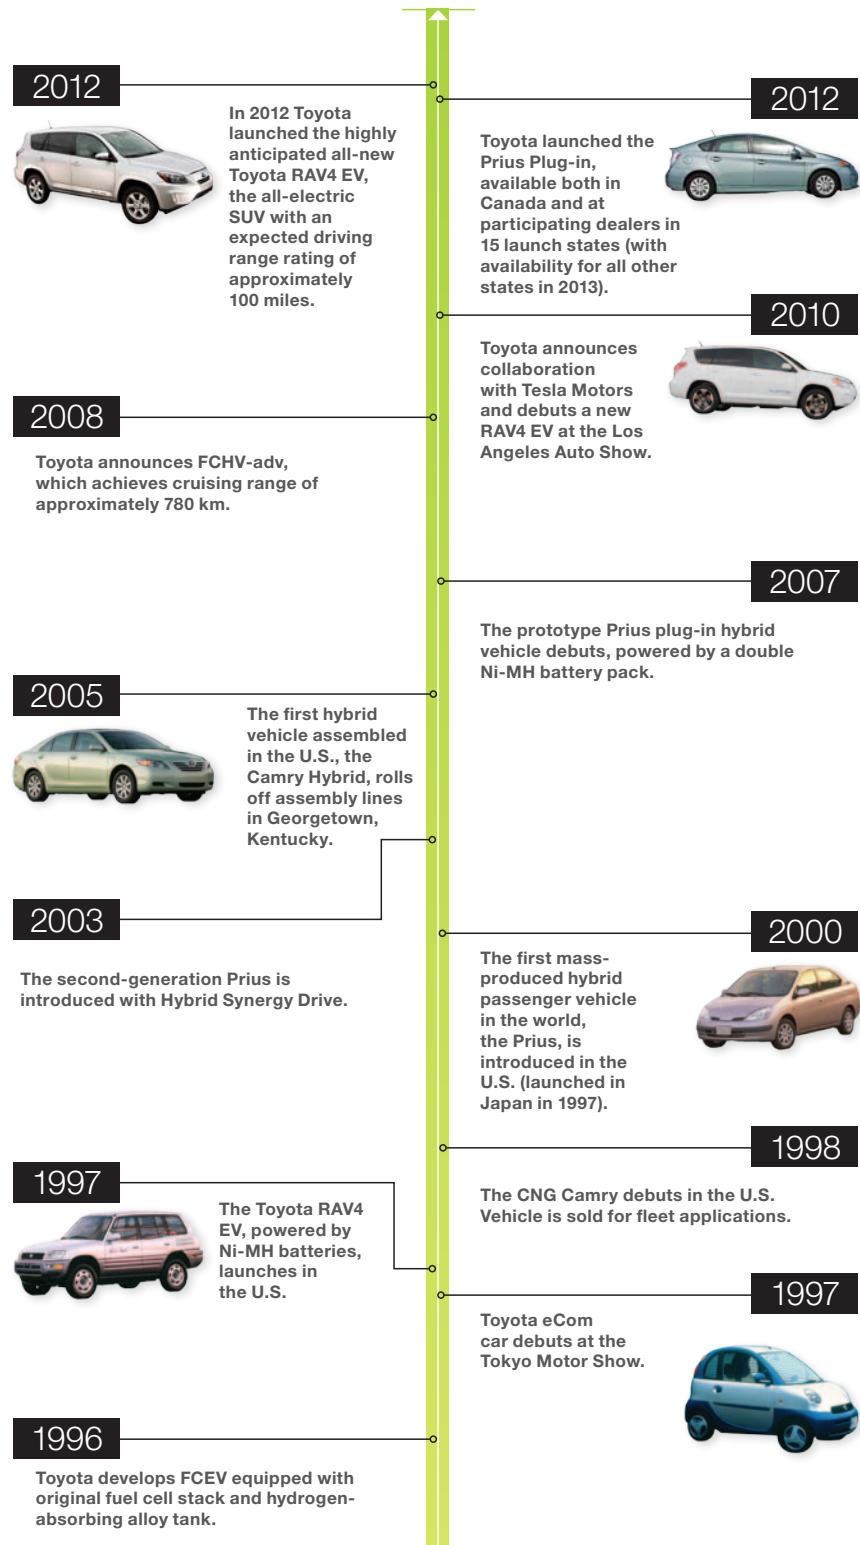 2012
In 2012 Toyota
launched the highly
anticipated all-new
Toyota RAV4 EV,
the all-electric
SUV with an
expected driving
range rating of
approximately
100 miles.
2012
Toyota launched the
Prius Plug-in,
available both in
Canada and at
participating dealers in
15 launch states (with
availability for all other
states in 2013).
2010
Toyota announces
collaboration
with Tesla Motors
and debuts a new
RAV4 EV at the Los
Angeles Auto Show.
2008
Toyota announces FCHV-adv,
which achieves cruising range of
approximately 780 km.
2007
The prototype Prius plug-in hybrid
vehicle debuts, powered by a double
Ni-MH battery pack.
2005
The first hybrid
vehicle assembled
in the U.S., the
Camry Hybrid, rolls
off assembly lines
in Georgetown,
Kentucky.
2003
The second-generation Prius is
introduced with Hybrid Synergy Drive.
2000
The first mass-
produced hybrid
passenger vehicle
in the world,
the Prius, is
introduced in the
U.S. (launched in
Japan in 1997).
1998
The CNG Camry debuts in the U.S.
Vehicle is sold for fleet applications.
1997
The Toyota RAV4
EV, powered by
Ni-MH batteries,
launches in
the U.S.
1997
Toyota eCom
car debuts at the
Tokyo Motor Show.
1996
Toyota develops FCEV equipped with
original fuel cell stack and hydrogen-
absorbing alloy tank.